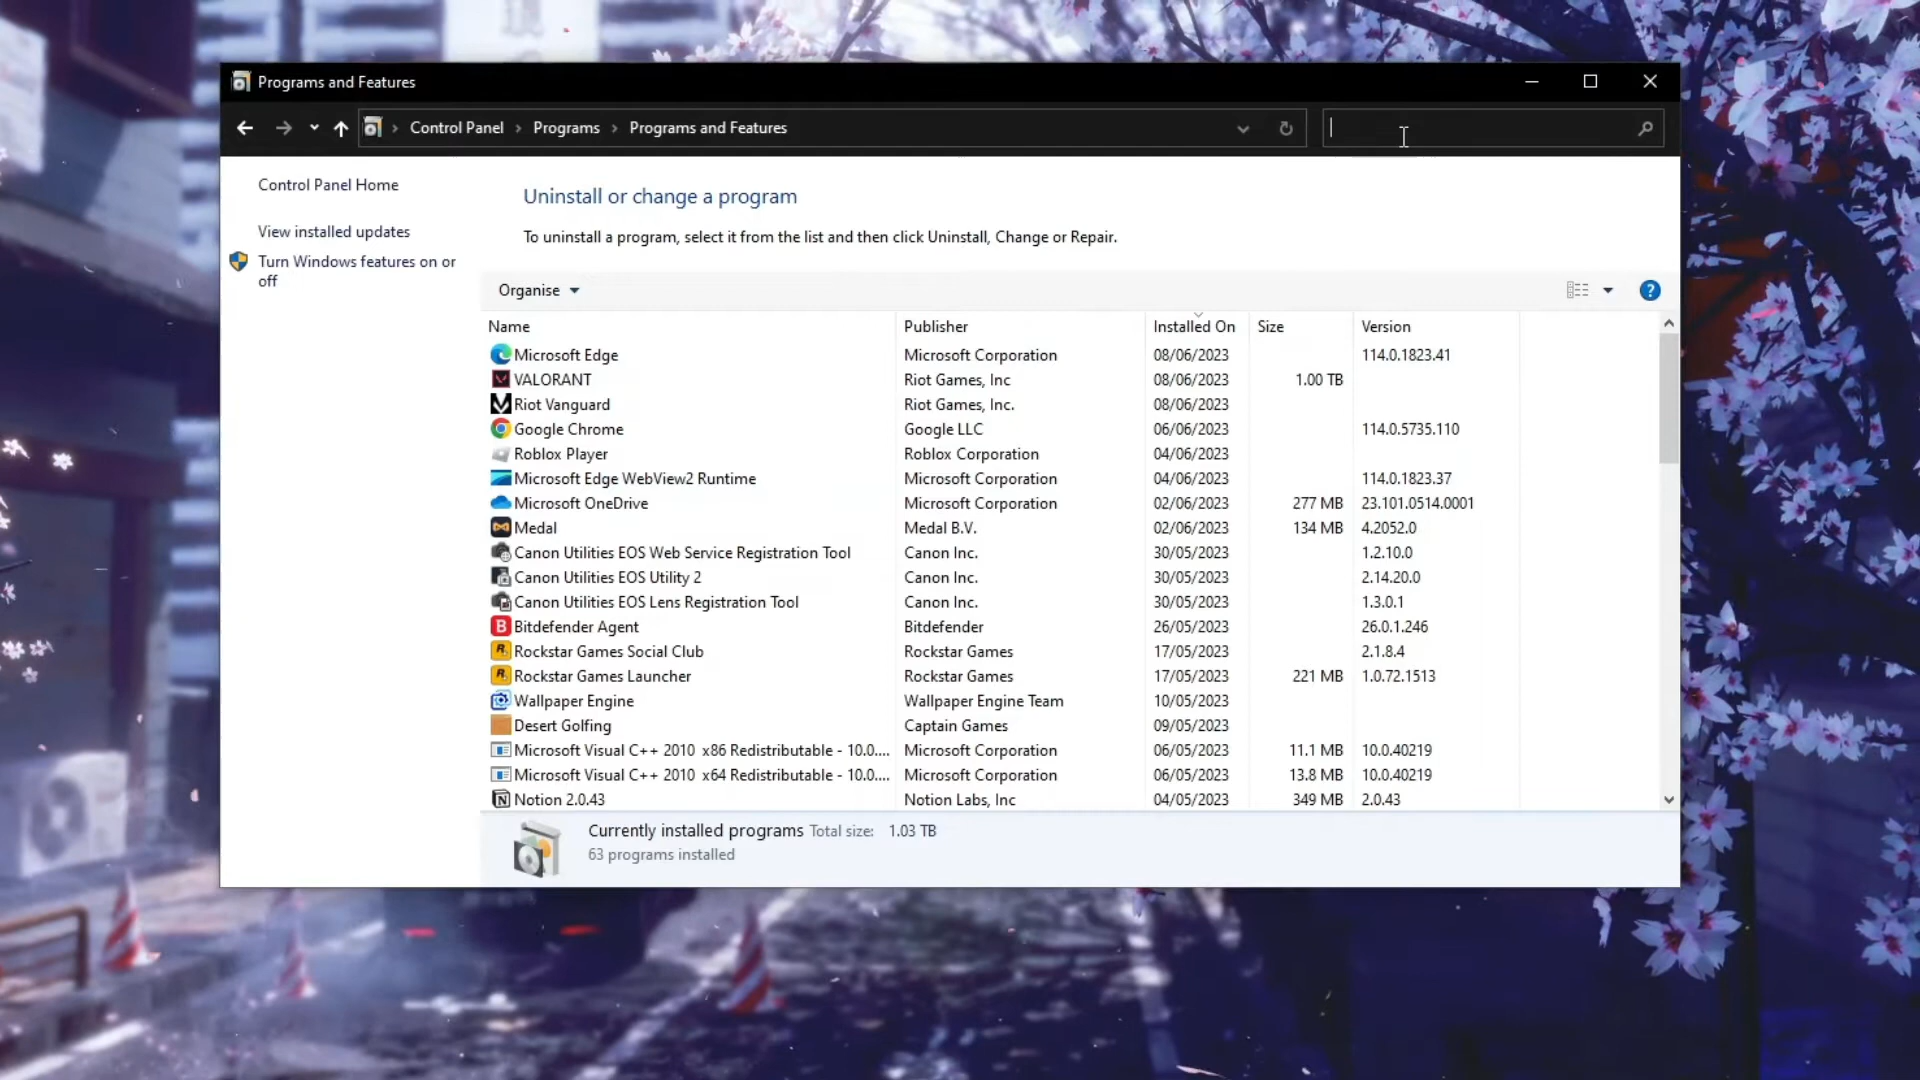 Programs and Features
Control Panel Programs Programs and Features
Control Panel Home
View installed updates
Turn Windows features on or
off
Uninstall or change a program
To uninstall a program, select it from the list and then click Uninstall, Change or Repair.
Organise
Name Publisher Installed On Size Version
Microsoft Edge Microsoft Corporation 08/06/2023 114.0.1823.41
VALORANT Riot Games, Inc 08/06/2023 1.00 TB
Riot Vanguard Riot Games, Inc. 08/06/2023
Google Chrome Google LLC 06/06/2023 114.0.5735.110
Roblox Player Roblox Corporation 04/06/2023
Microsoft Edge WebView2 Runtime Microsoft Corporation 04/06/2023 114.0.1823.37
Microsoft OneDrive Microsoft Corporation 02/06/2023 277 MB 23.101.0514.0001
Medal Medal B.V. 02/06/2023 134 MB 4.2052.0
Canon Utilities EOS Web Service Registration Tool Canon Inc. 30/05/2023 1.2.10.0
Canon Utilities EOS Utility 2 Canon Inc. 30/05/2023 2.14.20.0
Canon Utilities EOS Lens Registration Tool Canon Inc. 30/05/2023 1.3.0.1
Bitdefender Agent Bitdefender 26/05/2023 26.0.1.246
Rockstar Games Social Club Rockstar Games 17/05/2023 2.1.8.4
Rockstar Games Launcher Rockstar Games 17/05/2023 221 MB 1.0.72.1513
Wallpaper Engine Wallpaper Engine Team 10/05/2023
Desert Golfing Captain Games 09/05/2023
Microsoft Visual C++ 2010 x86 Redistributable - 10.0.... Microsoft Corporation 06/05/2023 11.1 MB 10.0.40219
Microsoft Visual C++ 2010 x64 Redistributable - 10.0.... Microsoft Corporation 06/05/2023 13.8 MB 10.0.40219
Notion 2.0.43 Notion Labs, Inc 04/05/2023 349 MB 2.0.43
Currently installed programs Total size: 1.03 TB
63 programs installed